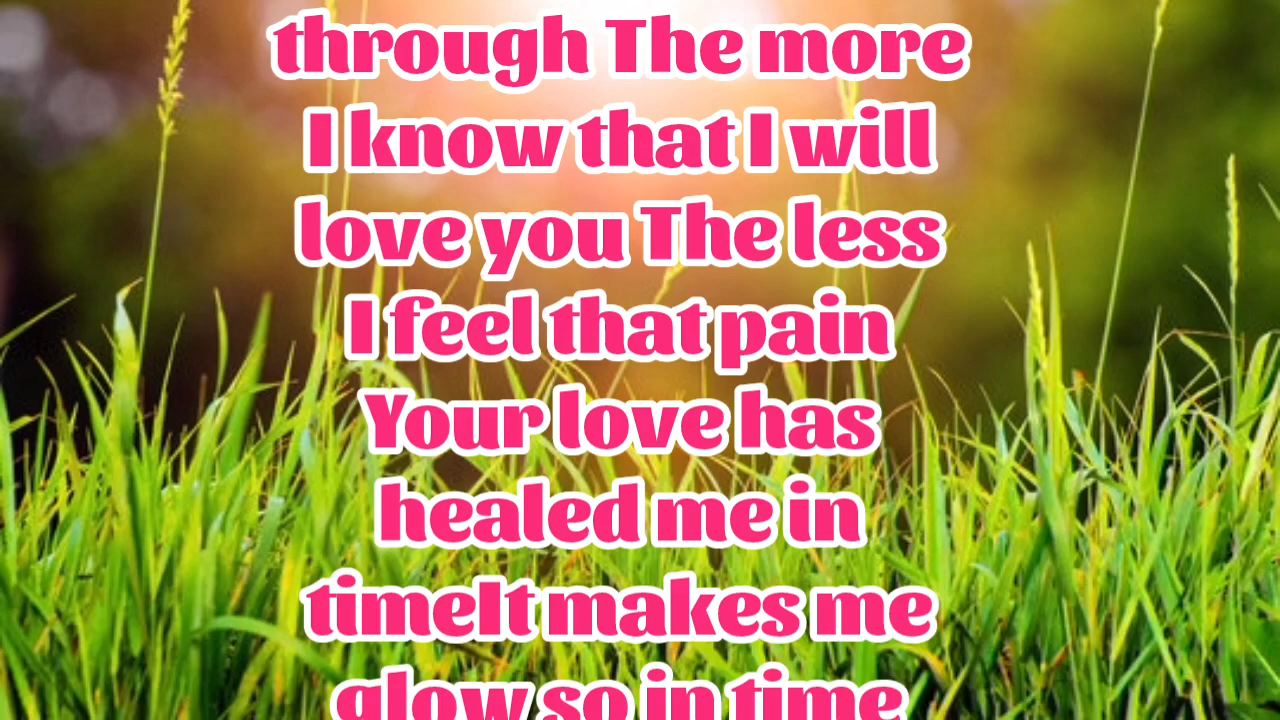 through The more
I know that I will
love you The less
I feel that pain
Your love has
healed me in
timeIt makes me
glow so in time